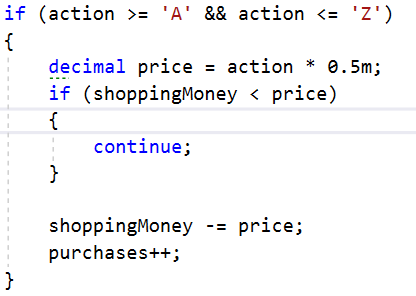 if (action >= 'A' && action <= 'Z')
{
    decimal price = action * 0.5m;
    if (shoppingMoney < price)
    {
        continue;
    }

    shoppingMoney -= price;
    purchases++;
}